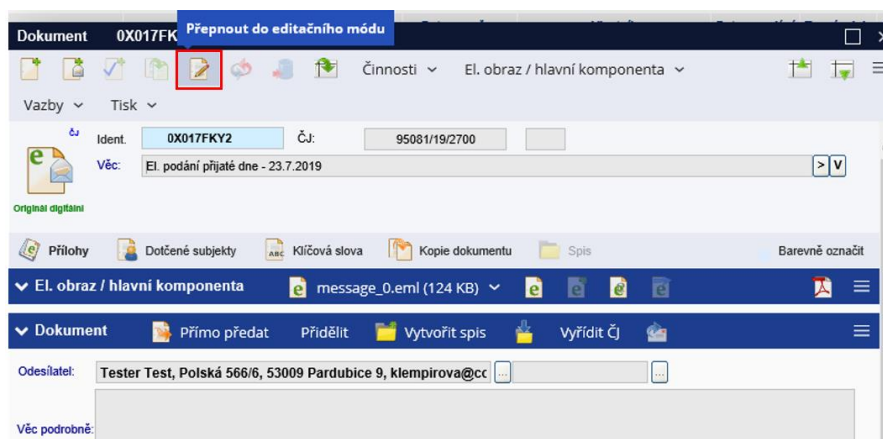 Dokument 0X017FK Přepnout do editačního módu
Činnosti El. obraz / hlavní komponenta
Vazby Tisk
čj
Ident. 0X017FKY2 ČJ: 95081/19/2700
Věc: El. podání přijaté dne - 23.7.2019 > V
Originál digitální
Přílohy Dotčené subjekty ABC Klíčová slova Kopie dokumentu Spis Barevně označit
El. obraz / hlavní komponenta message_0.eml (124 KB)
Dokument Přímo předat Přidělit Vytvořit spis Vyřídit ČJ
Odesílatel: Tester Test, Polská 566/6, 53009 Pardubice 9, klempirova@cc ... ...
Věc podrobně: